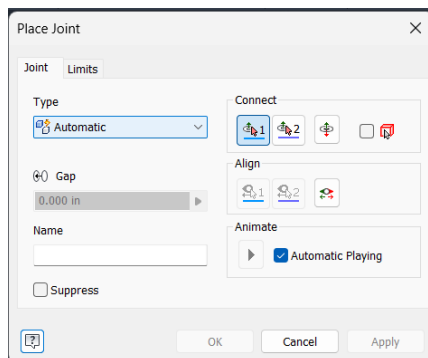 Place Joint
Joint Limits
Type
Automatic
Gap
0.000 in
Name
Suppress
Connect
1 2
Align
1 2
Animate
Automatic Playing
?
OK Cancel Apply